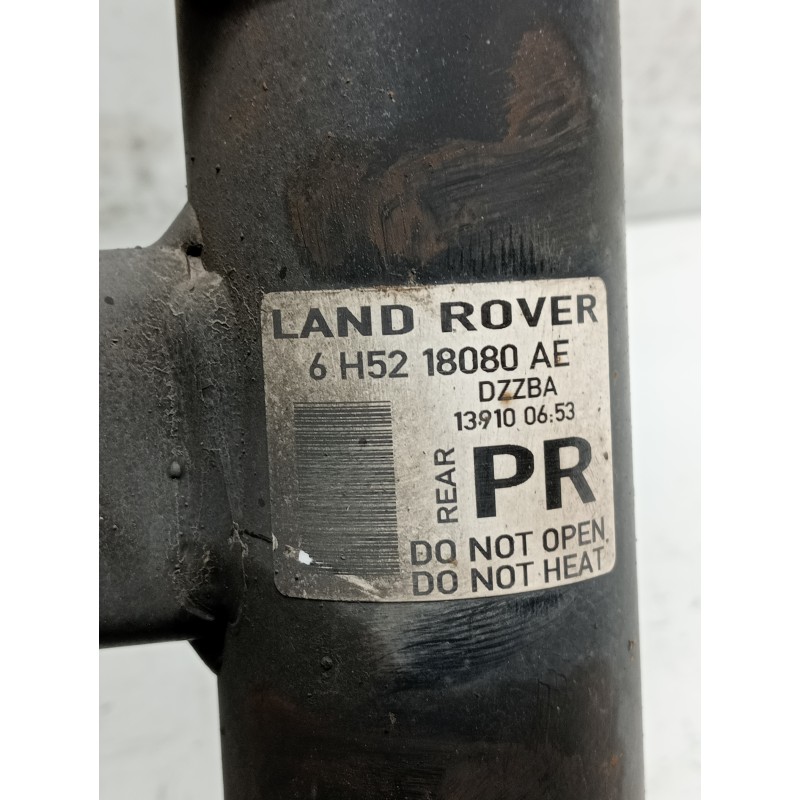 LAND ROVER
6 H52 18080 AE
DZZBA
13910 06:53
REAR
PR
DO NOT OPEN
DO NOT HEAT